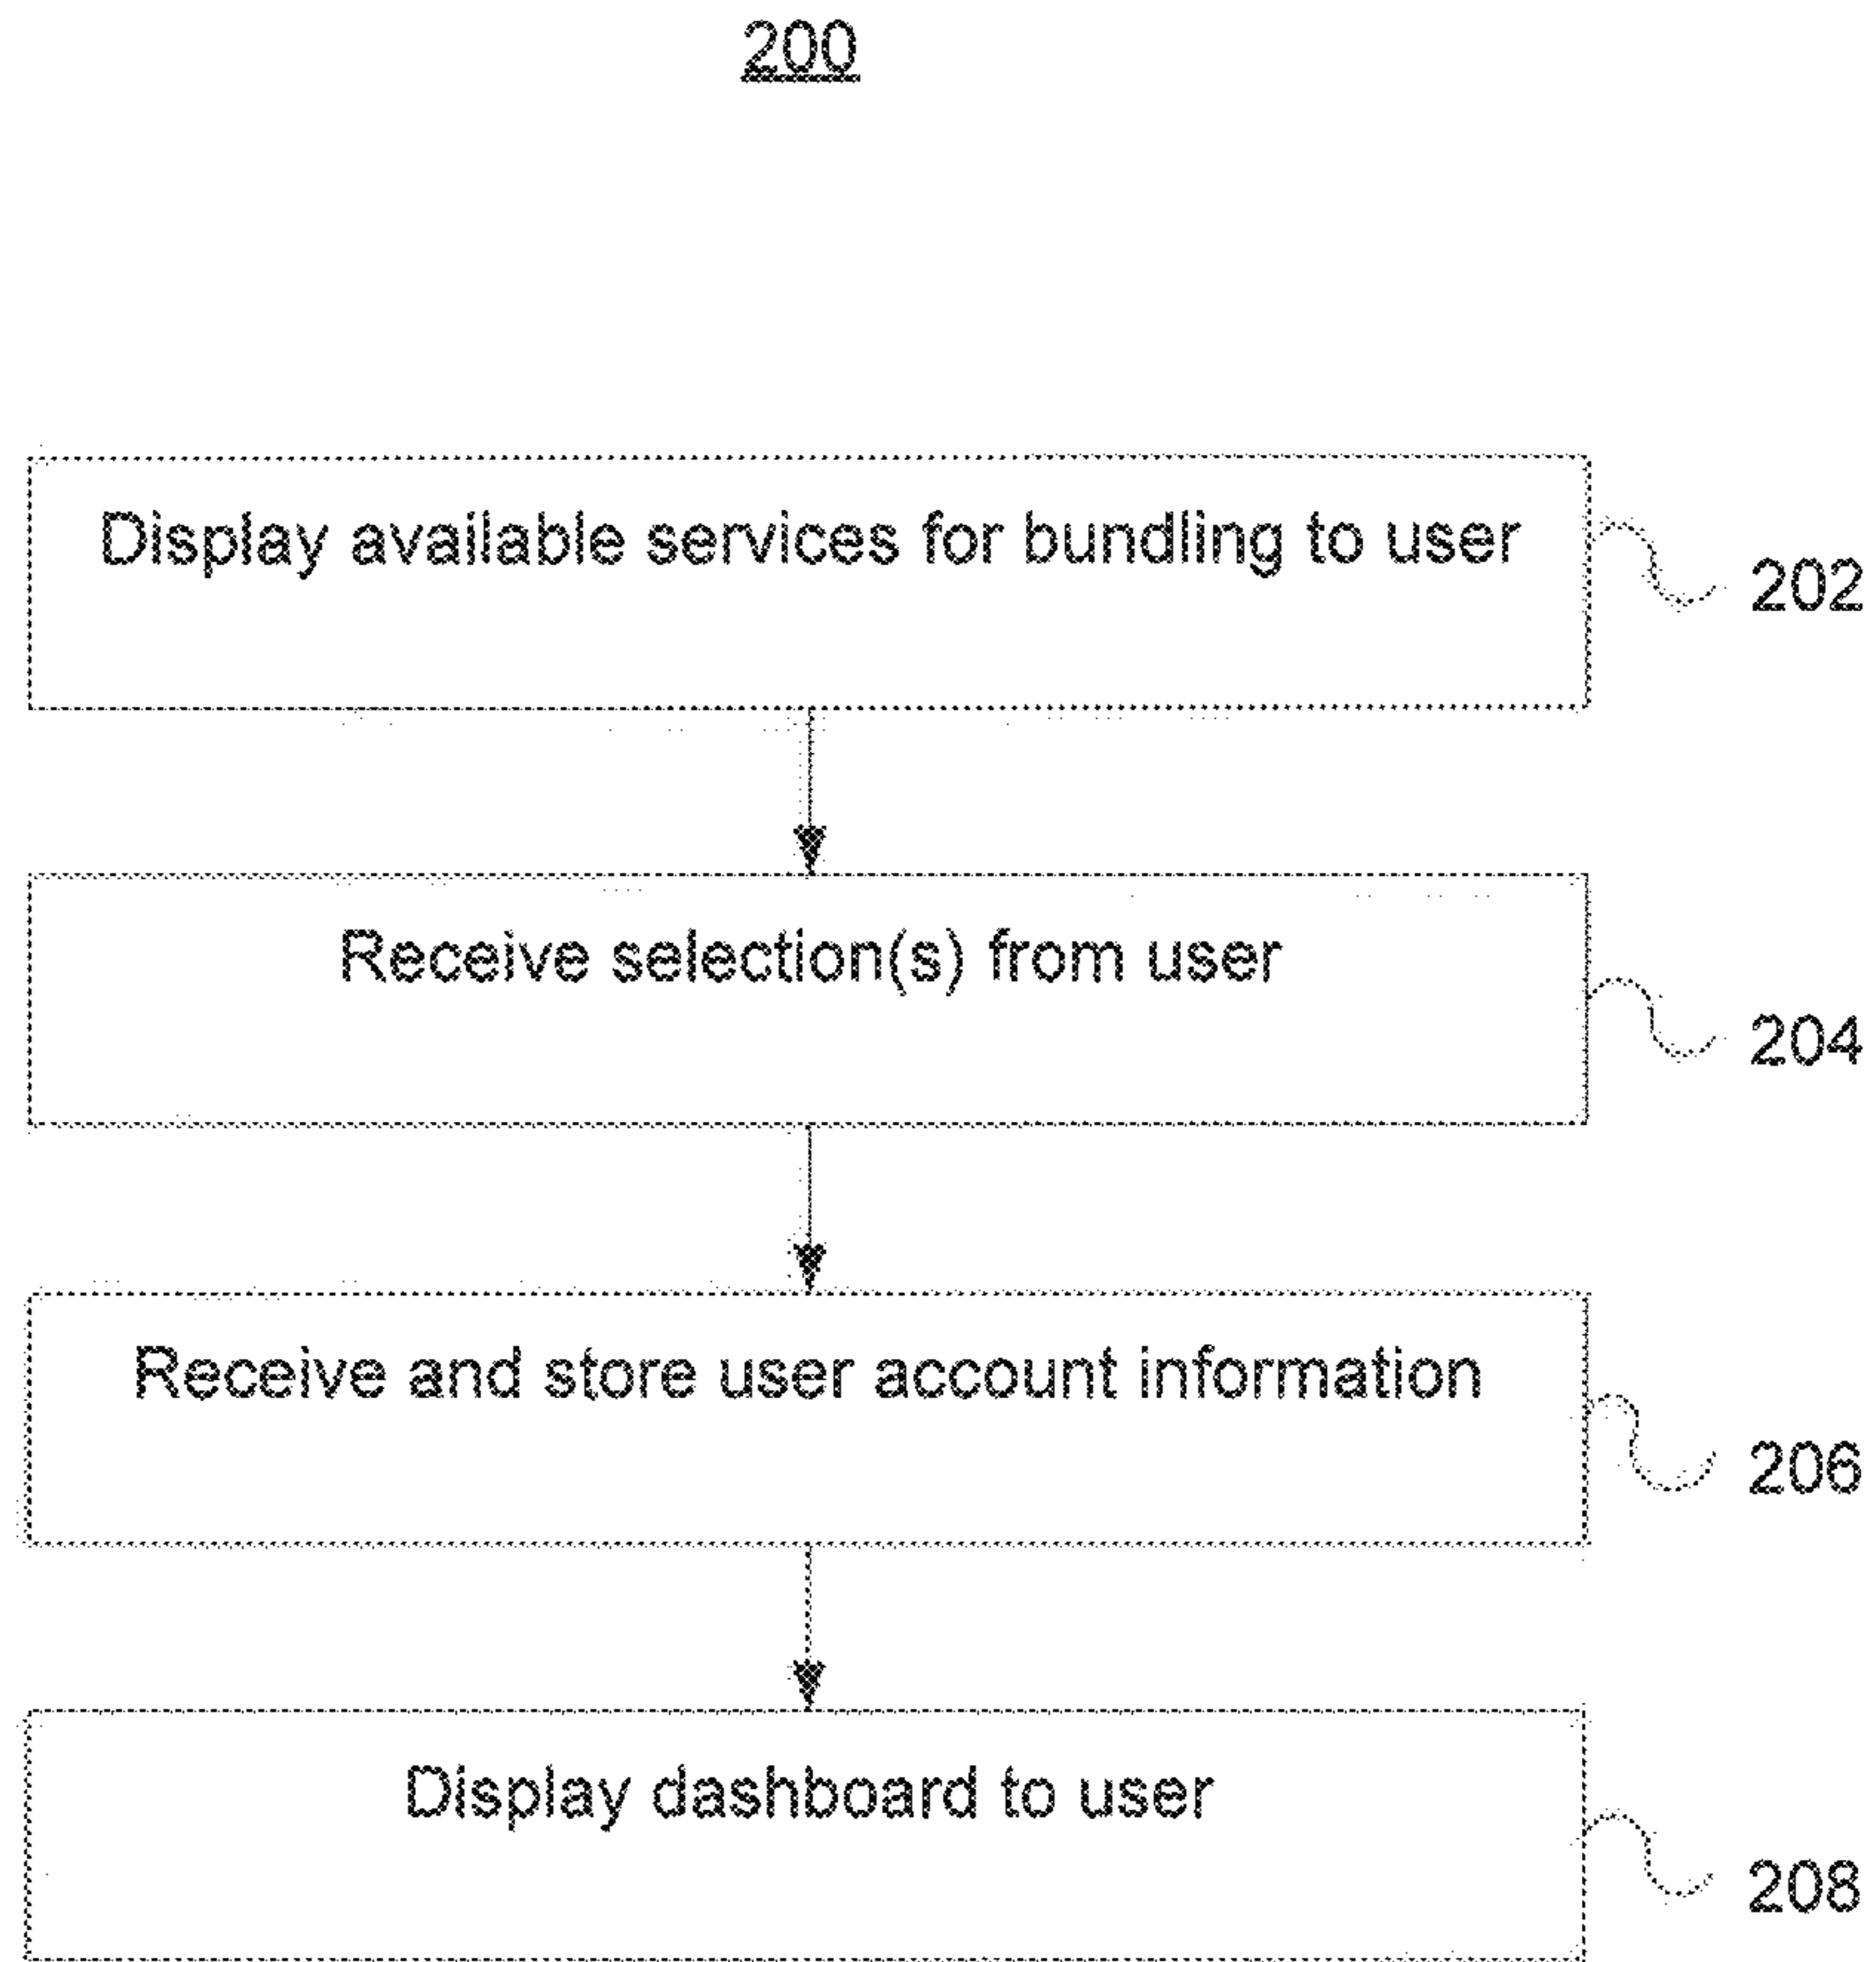 200
Display available services for bundling to user
202
Receive selection(s) from user
204
Receive and store user account information
206
Display dashboard to user
208